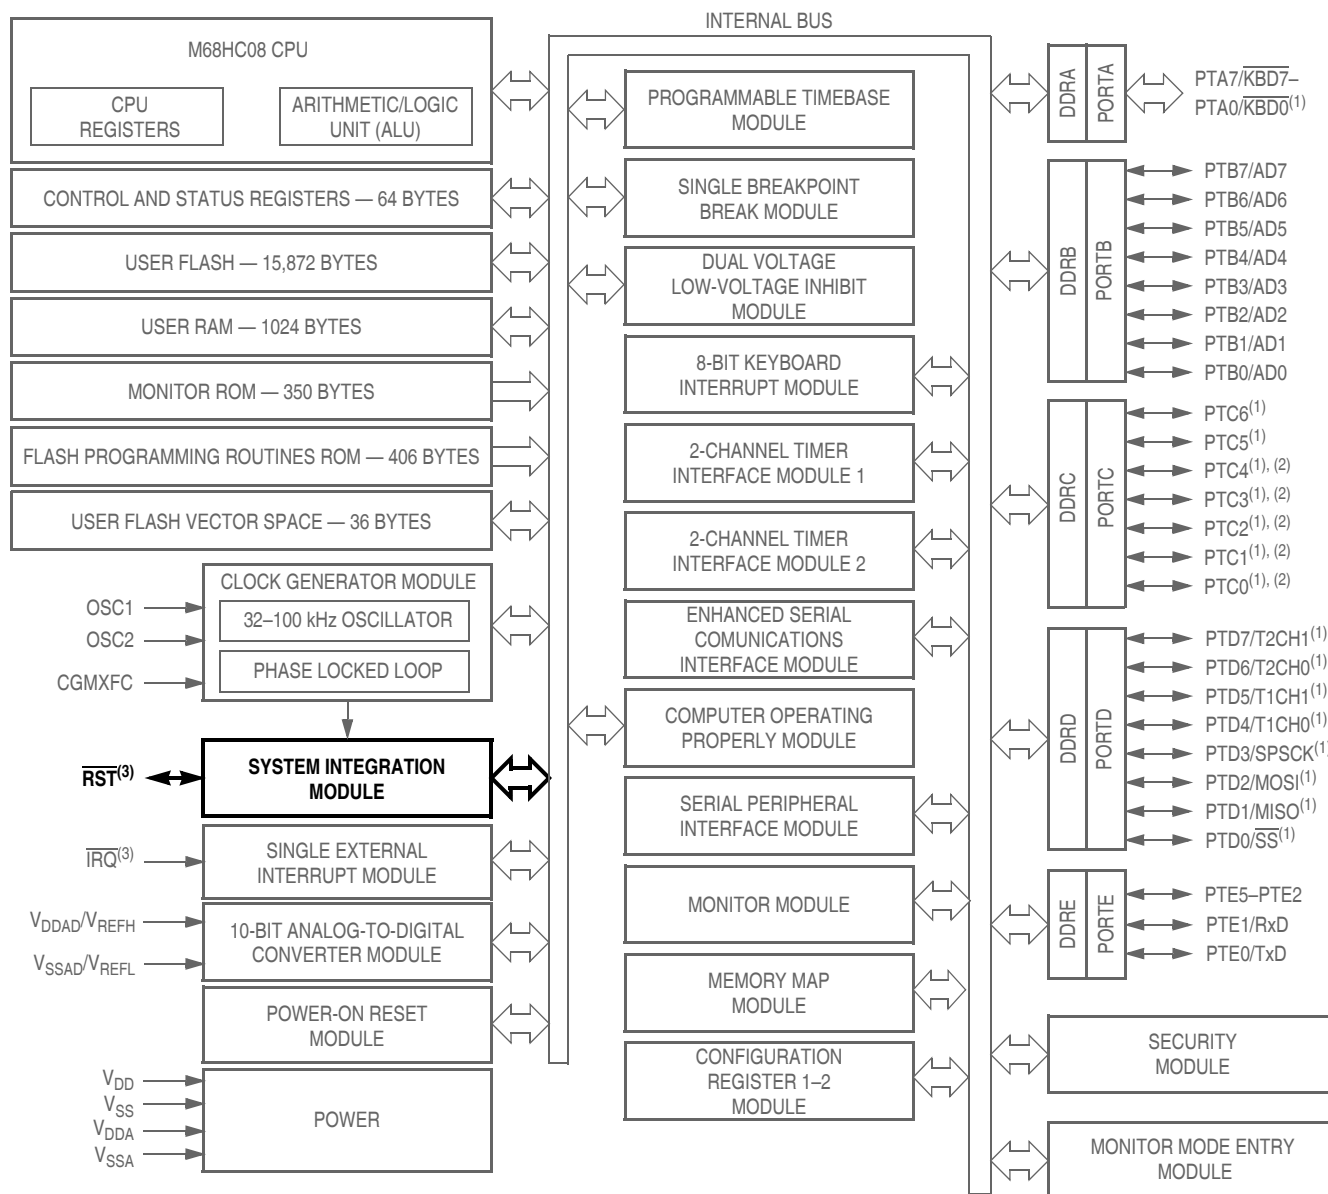 INTERNAL BUS
M68HC08 CPU
CPU
REGISTERS
ARITHMETIC/LOGIC
UNIT (ALU)
CONTROL AND STATUS REGISTERS — 64 BYTES
USER FLASH — 15,872 BYTES
USER RAM — 1024 BYTES
MONITOR ROM — 350 BYTES
FLASH PROGRAMMING ROUTINES ROM — 406 BYTES
USER FLASH VECTOR SPACE — 36 BYTES
CLOCK GENERATOR MODULE
32–100 kHz OSCILLATOR
PHASE LOCKED LOOP
OSC1
OSC2
CGMXFC
SYSTEM INTEGRATION
MODULE
RST(3)
SINGLE EXTERNAL
INTERRUPT MODULE
IRQ(3)
10-BIT ANALOG-TO-DIGITAL
CONVERTER MODULE
VDDAD/VREFH
VSSAD/VREFL
POWER-ON RESET
MODULE
POWER
VDD
VSS
VDDA
VSSA
PROGRAMMABLE TIMEBASE
MODULE
SINGLE BREAKPOINT
BREAK MODULE
DUAL VOLTAGE
LOW-VOLTAGE INHIBIT
MODULE
8-BIT KEYBOARD
INTERRUPT MODULE
2-CHANNEL TIMER
INTERFACE MODULE 1
2-CHANNEL TIMER
INTERFACE MODULE 2
ENHANCED SERIAL
COMUNICATIONS
INTERFACE MODULE
COMPUTER OPERATING
PROPERLY MODULE
SERIAL PERIPHERAL
INTERFACE MODULE
MONITOR MODULE
MEMORY MAP
MODULE
CONFIGURATION
REGISTER 1–2
MODULE
DDRA
PORTA
PTA7/KBD7–
PTA0/KBD0(1)
DDRB
PORTB
PTB7/AD7
PTB6/AD6
PTB5/AD5
PTB4/AD4
PTB3/AD3
PTB2/AD2
PTB1/AD1
PTB0/AD0
DDRC
PORTC
PTC6(1)
PTC5(1)
PTC4(1), (2)
PTC3(1), (2)
PTC2(1), (2)
PTC1(1), (2)
PTC0(1), (2)
DDRD
PORTD
PTD7/T2CH1(1)
PTD6/T2CH0(1)
PTD5/T1CH1(1)
PTD4/T1CH0(1)
PTD3/SPSCK(1)
PTD2/MOSI(1)
PTD1/MISO(1)
PTD0/SS(1)
DDRE
PORTE
PTE5–PTE2
PTE1/RxD
PTE0/TxD
SECURITY
MODULE
MONITOR MODE ENTRY
MODULE